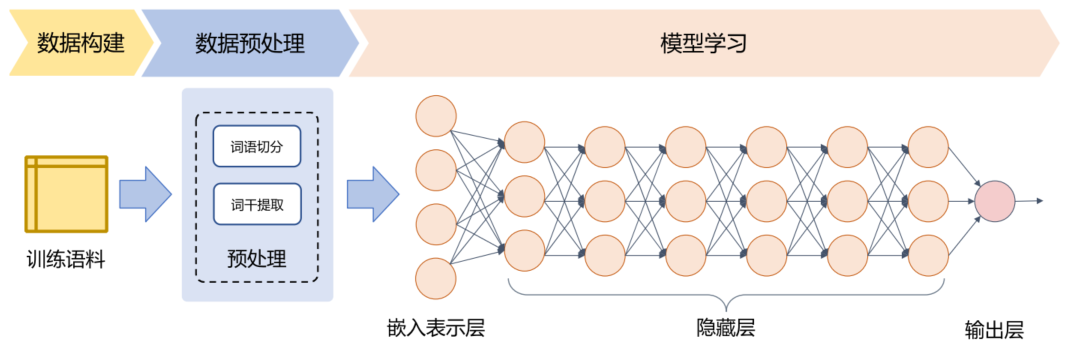 数据构建
数据预处理
模型学习
词语切分
词干提取
预处理
训练语料
嵌入表示层
隐藏层
输出层